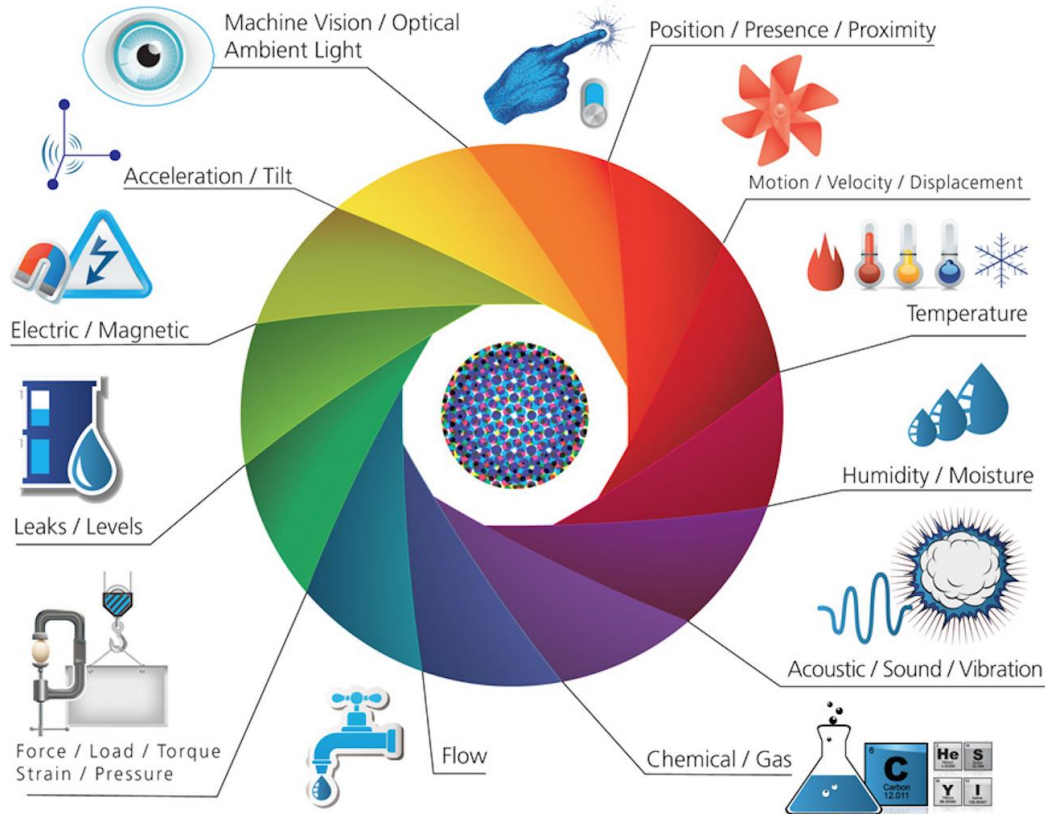 Machine Vision / Optical
Ambient Light
Position / Presence / Proximity
Acceleration / Tilt
Motion / Velocity / Displacement
Electric / Magnetic
Temperature
Humidity / Moisture
Leaks / Levels
Acoustic / Sound / Vibration
Force / Load / Torque
Strain / Pressure
Flow
Chemical / Gas
6
C
Carbon
12.011
He
S
Y
I